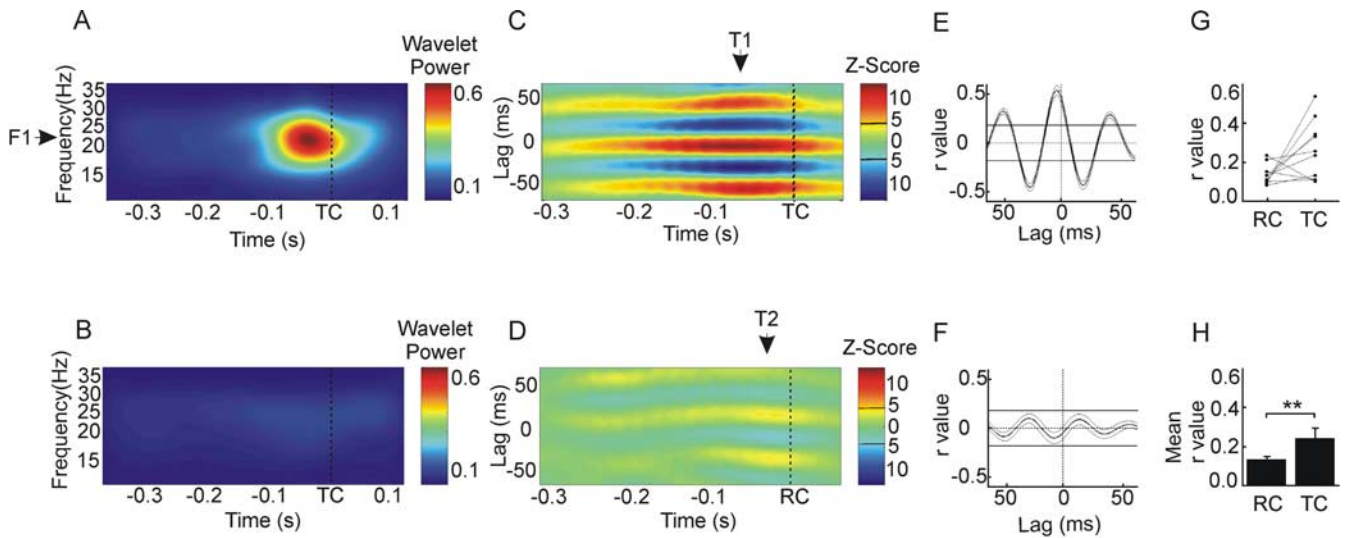 A
Wavelet
Power
35
30
25
20
15
F1
Frequency(Hz)
0.6
0.1
-0.3 -0.2 -0.1 TC 0.1
Time (s)
C
T1
Z-Score
50
0
-50
Lag (ms)
10
5
0
5
10
-0.3 -0.2 -0.1 TC
Time (s)
E
0.5
0
-0.5
r value
50 0 50
Lag (ms)
G
0.6
0.2
0.0
r value
RC TC
B
Wavelet
Power
35
30
25
20
15
Frequency(Hz)
0.6
0.1
-0.3 -0.2 -0.1 TC 0.1
Time (s)
D
T2
Z-Score
50
0
-50
Lag (ms)
10
5
0
5
10
-0.3 -0.2 -0.1 RC
Time (s)
F
0.5
0
-0.5
r value
50 0 50
Lag (ms)
H
0.6
0.4
0.2
0.0
Mean
r value
**
RC TC